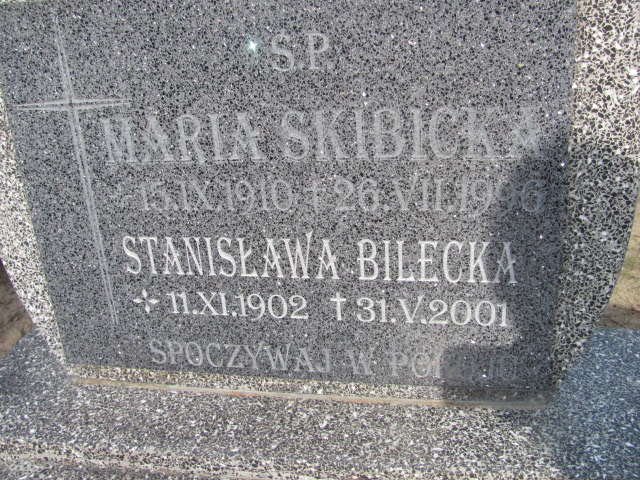 Ś.P.
MARIA SKIBICKA
15.IX.1910 † 26.VII.1996
STANISŁAWA BILECKA
✧ 11.XI.1902 † 31.V.2001
SPOCZYWAJ W POKOJU